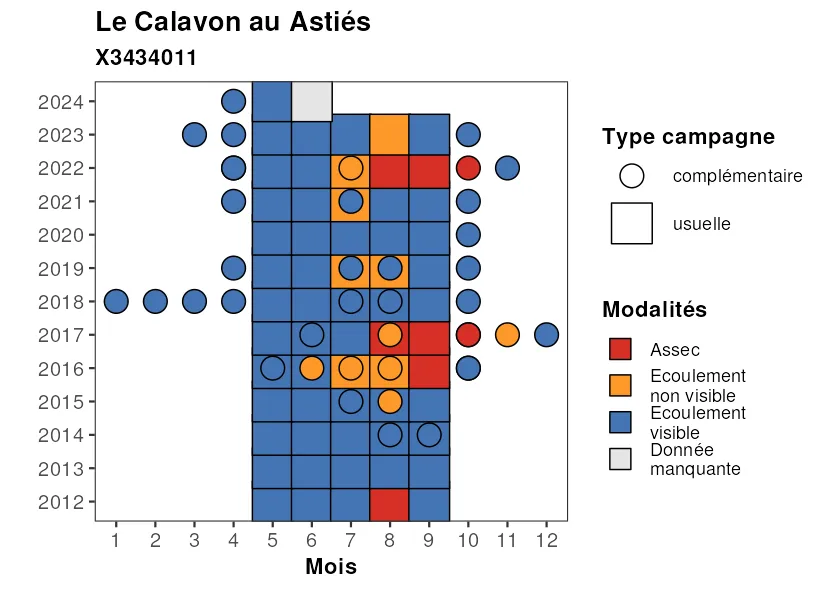 Le Calavon au Astiés
X3434011
2024
2023
2022
2021
2020
2019
2018
2017
2016
2015
2014
2013
2012
1 2 3 4 5 6 7 8 9 10 11 12
Mois
Type campagne
complémentaire
usuelle
Modalités
Assec
Ecoulement
non visible
Ecoulement
visible
Donnée
manquante